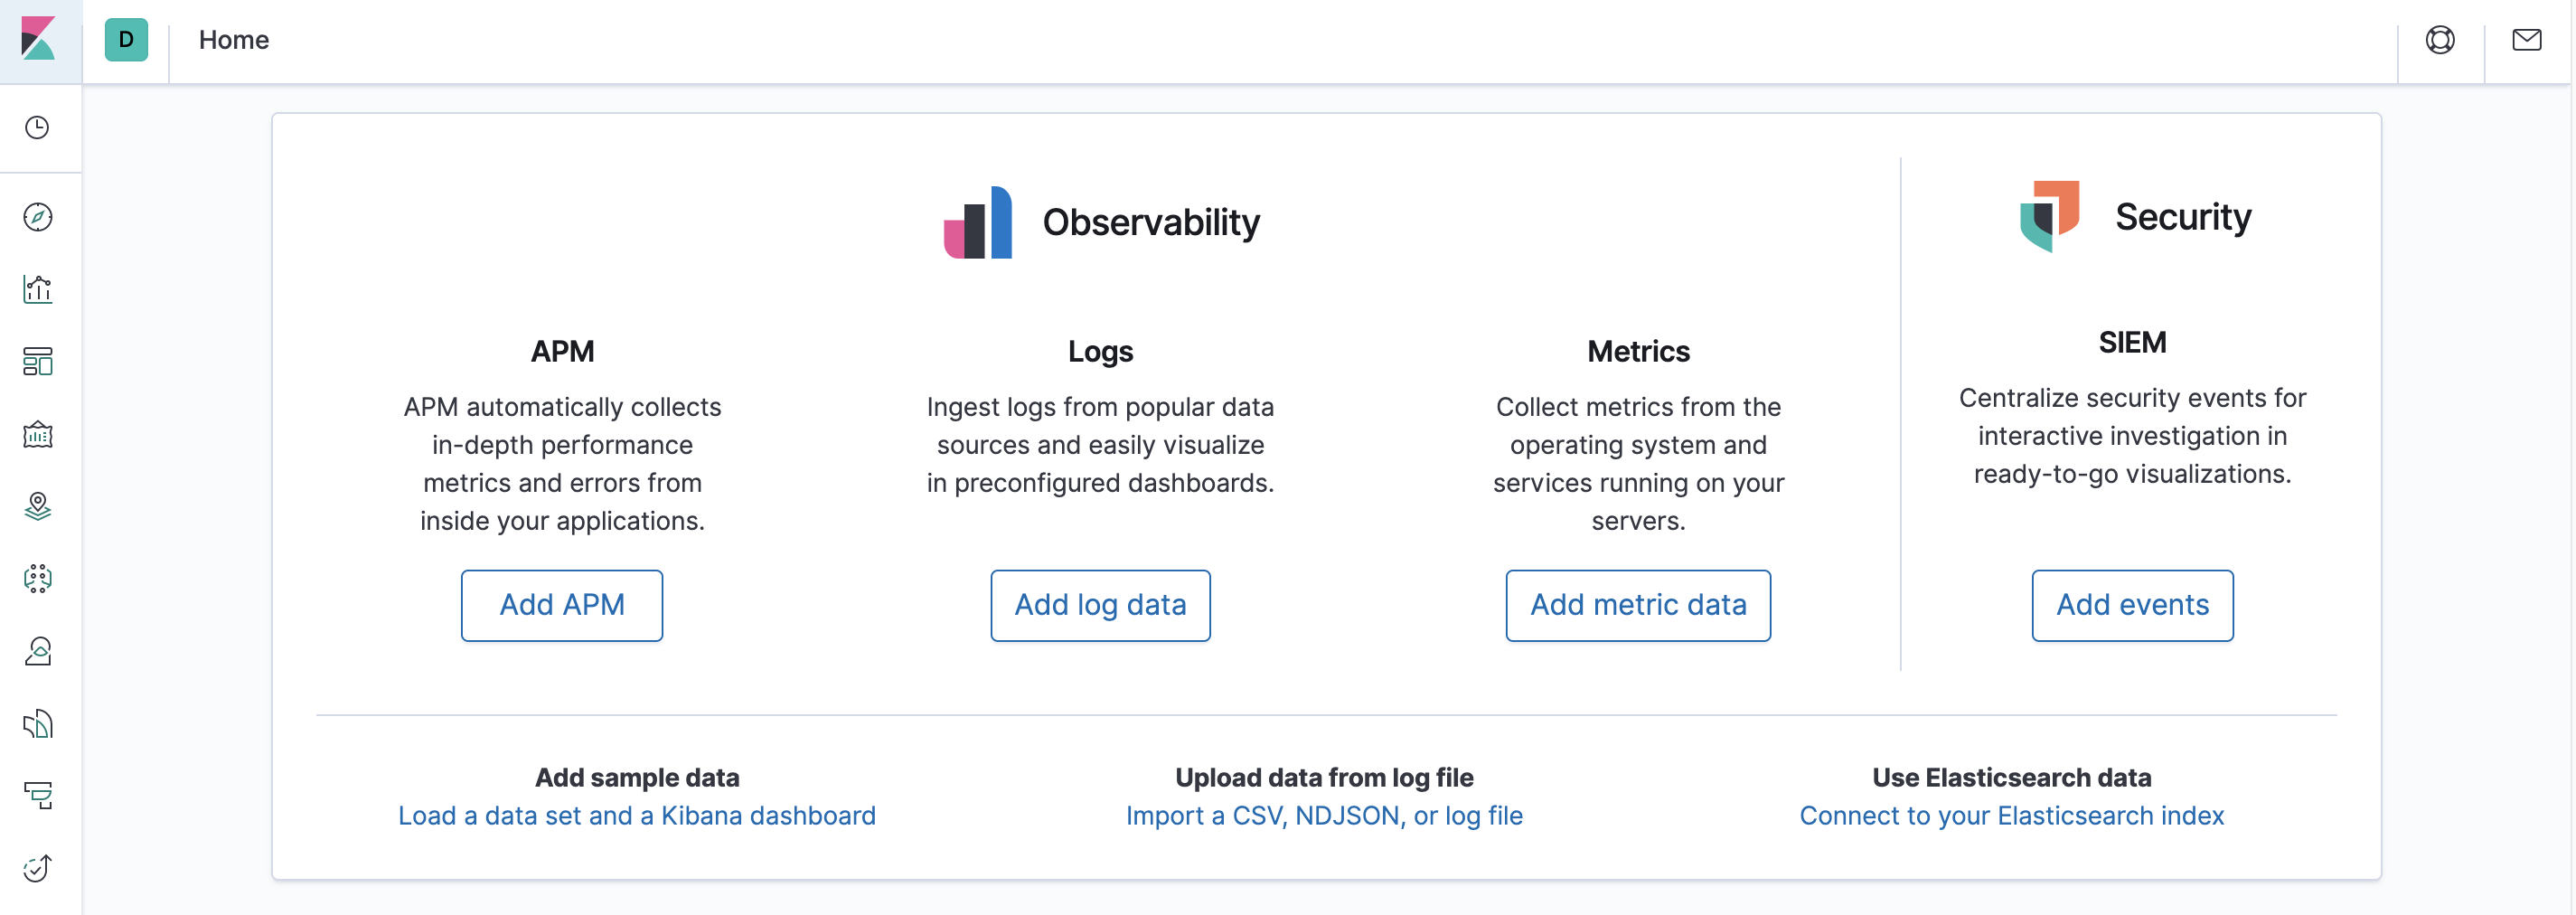 D
Home
Observability
Security
APM
APM automatically collects
in-depth performance
metrics and errors from
inside your applications.
Add APM
Logs
Ingest logs from popular data
sources and easily visualize
in preconfigured dashboards.
Add log data
Metrics
Collect metrics from the
operating system and
services running on your
servers.
Add metric data
SIEM
Centralize security events for
interactive investigation in
ready-to-go visualizations.
Add events
Add sample data
Load a data set and a Kibana dashboard
Upload data from log file
Import a CSV, NDJSON, or log file
Use Elasticsearch data
Connect to your Elasticsearch index